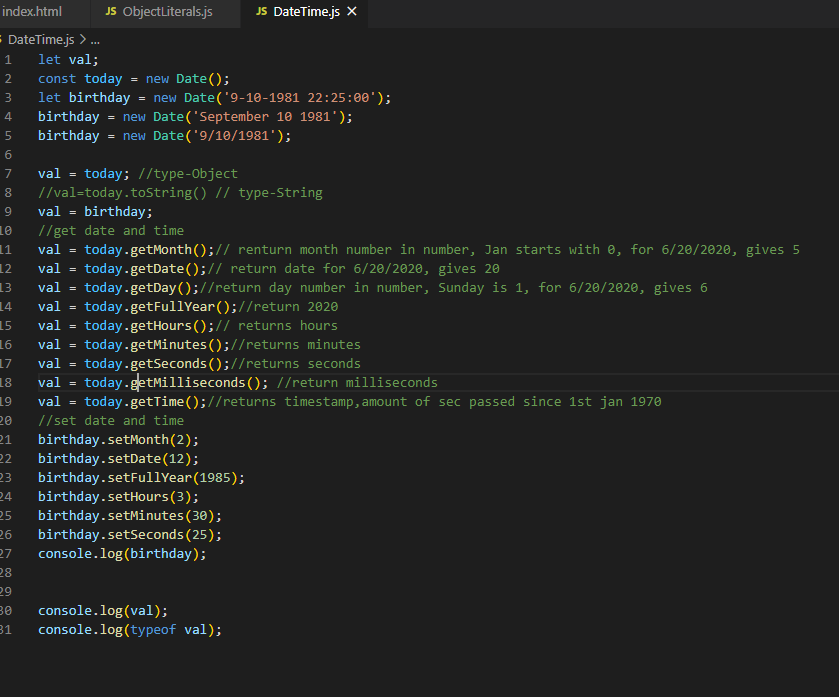 index.html JS ObjectLiterals.js JS DateTime.js ✕
DateTime.js > ...
1 let val;
2 const today = new Date();
3 let birthday = new Date('9-10-1981 22:25:00');
4 birthday = new Date('September 10 1981');
5 birthday = new Date('9/10/1981');
6
7 val = today; //type-Object
8 //val=today.toString() // type-String
9 val = birthday;
10 //get date and time
11 val = today.getMonth();// renturn month number in number, Jan starts with 0, for 6/20/2020, gives 5
12 val = today.getDate();// return date for 6/20/2020, gives 20
13 val = today.getDay();//return day number in number, Sunday is 1, for 6/20/2020, gives 6
14 val = today.getFullYear();//return 2020
15 val = today.getHours();// returns hours
16 val = today.getMinutes();//returns minutes
17 val = today.getSeconds();//returns seconds
18 val = today.getMilliseconds(); //return milliseconds
19 val = today.getTime();//returns timestamp,amount of sec passed since 1st jan 1970
20 //set date and time
21 birthday.setMonth(2);
22 birthday.setDate(12);
23 birthday.setFullYear(1985);
24 birthday.setHours(3);
25 birthday.setMinutes(30);
26 birthday.setSeconds(25);
27 console.log(birthday);
28
29
30 console.log(val);
31 console.log(typeof val);